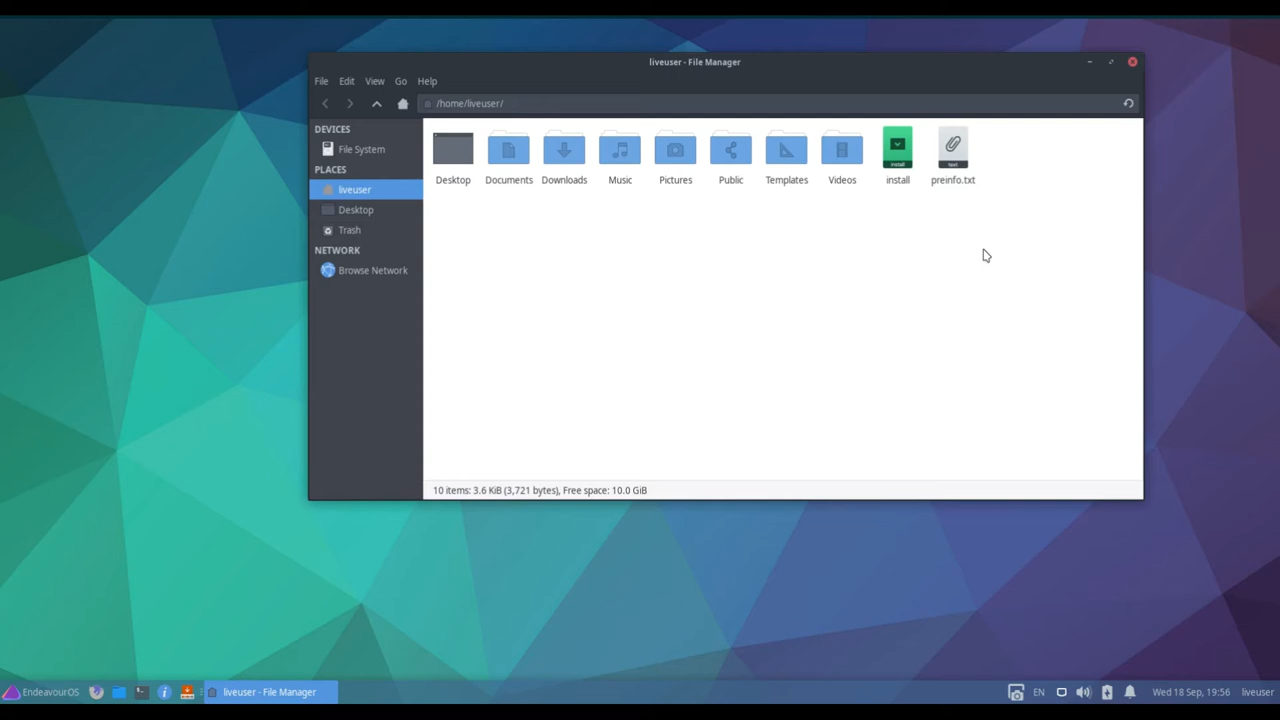 liveuser - File Manager
File Edit View Go Help
/home/liveuser/
DEVICES
File System
PLACES
liveuser
Desktop
Trash
NETWORK
Browse Network
Desktop Documents Downloads Music Pictures Public Templates Videos install preinfo.txt
10 items: 3.6 KiB (3,721 bytes), Free space: 10.0 GiB
EndeavourOS liveuser - File Manager EN Wed 18 Sep, 19:56 liveuser